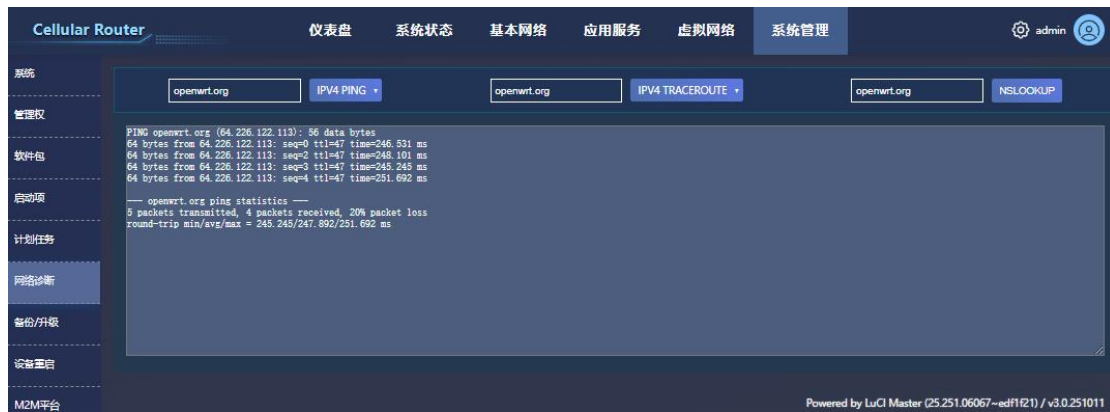 Cellular Router
仪表盘 系统状态 基本网络 应用服务 虚拟网络 系统管理
admin
系统
管理权
软件包
启动项
计划任务
网络诊断
备份/升级
设备重启
M2M平台
openwrt.org IPV4 PING openwrt.org IPV4 TRACEROUTE openwrt.org NSLOOKUP
PING openwrt.org (64.226.122.113): 56 data bytes
64 bytes from 64.226.122.113: seq=0 ttl=47 time=246.531 ms
64 bytes from 64.226.122.113: seq=2 ttl=47 time=248.101 ms
64 bytes from 64.226.122.113: seq=3 ttl=47 time=245.245 ms
64 bytes from 64.226.122.113: seq=4 ttl=47 time=251.692 ms
--- openwrt.org ping statistics ---
5 packets transmitted, 4 packets received, 20% packet loss
round-trip min/avg/max = 245.245/247.892/251.692 ms
Powered by LuCI Master (25.251.06067~edf1f21) / v3.0.251011